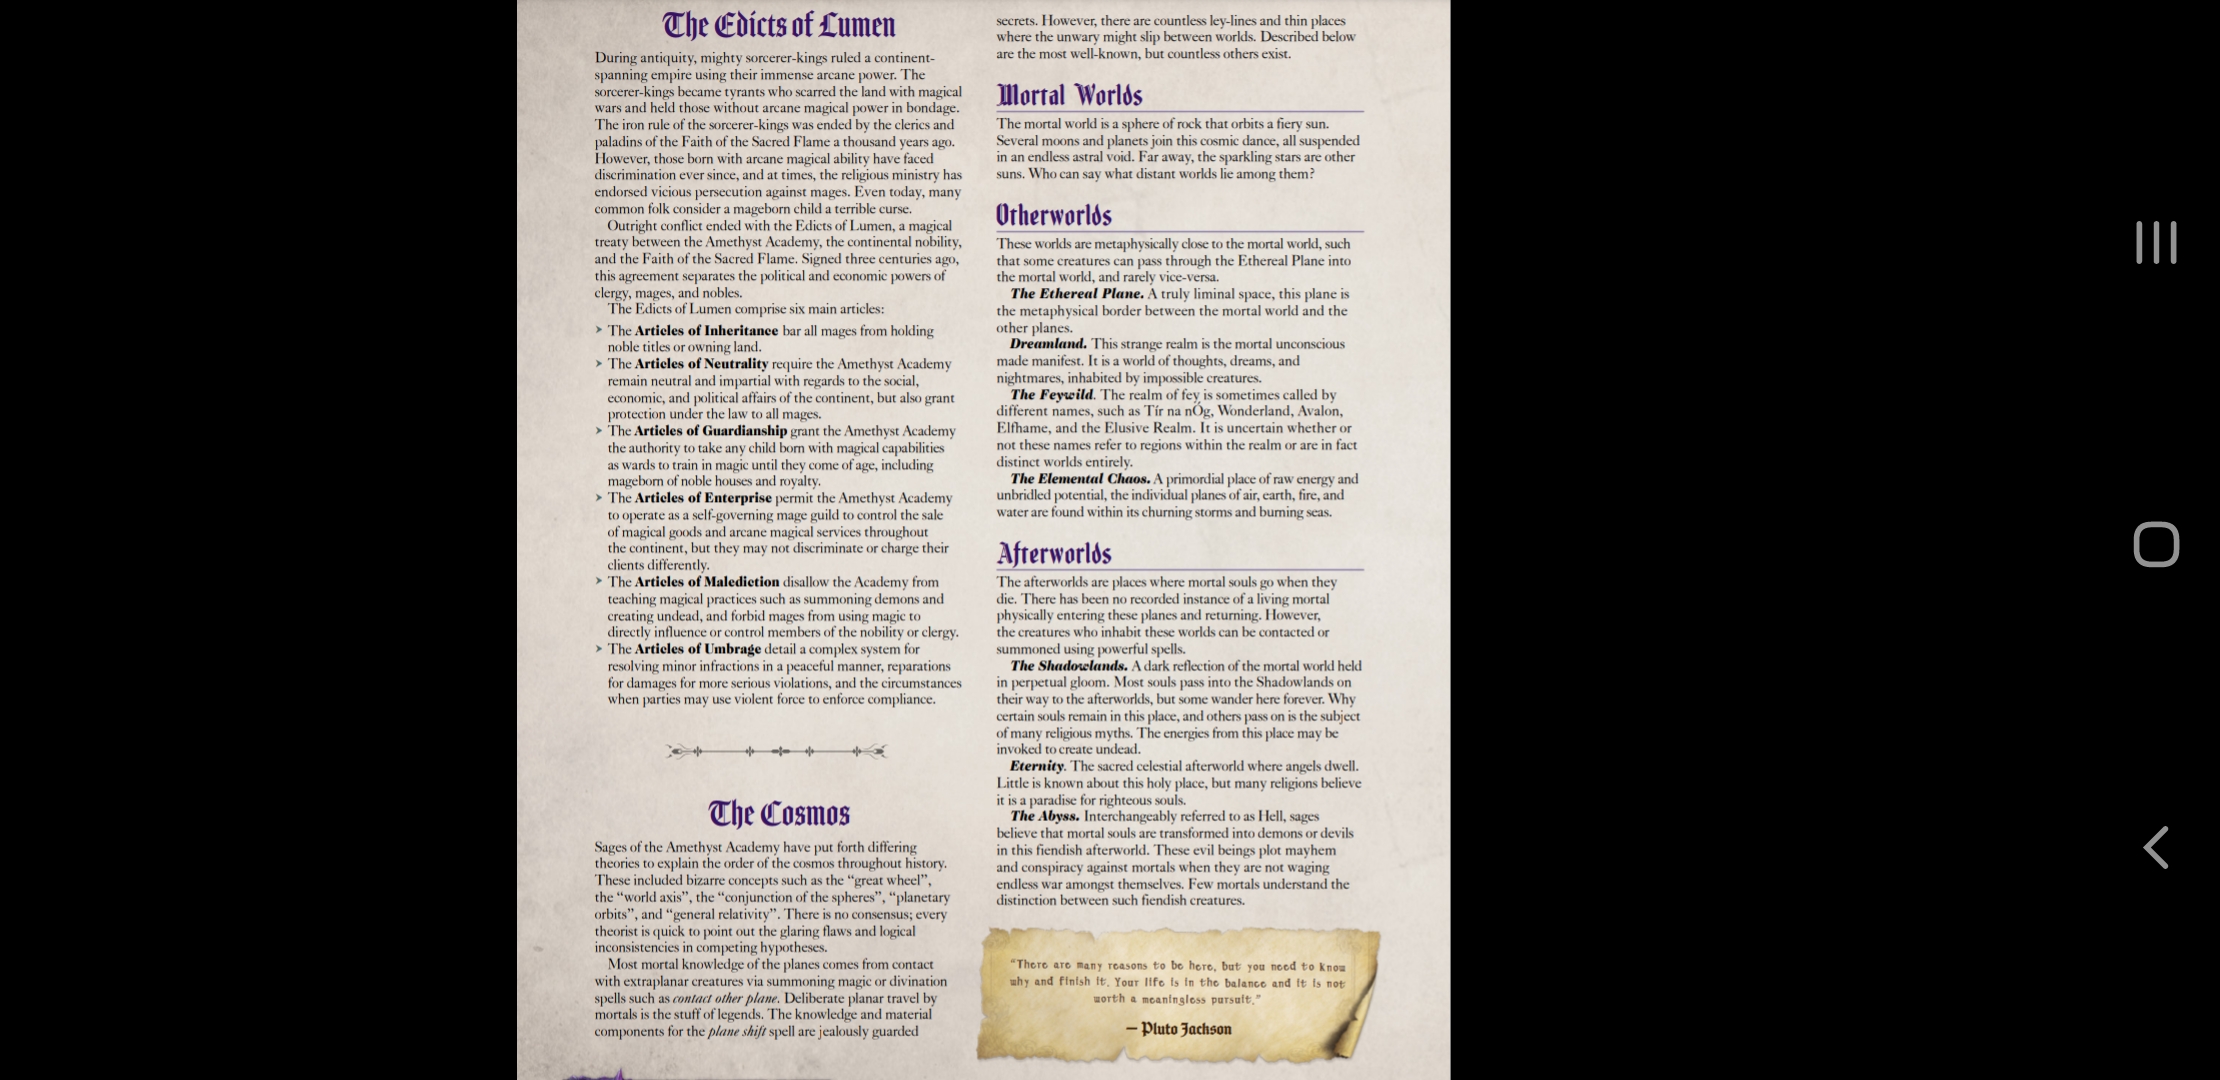 The Edicts of Lumen
During antiquity, mighty sorcerer-kings ruled a continent-
spanning empire using their immense arcane power. The
sorcerer-kings became tyrants who scarred the land with magical
wars and held those without arcane magical power in bondage.
The iron rule of the sorcerer-kings was ended by the clerics and
paladins of the Faith of the Sacred Flame a thousand years ago.
However, those born with arcane magical ability have faced
discrimination ever since, and at times, the religious ministry has
endorsed vicious persecution against mages. Even today, many
common folk consider a mageborn child a terrible curse.
Outright conflict ended with the Edicts of Lumen, a magical
treaty between the Amethyst Academy, the continental nobility,
and the Faith of the Sacred Flame. Signed three centuries ago,
this agreement separates the political and economic powers of
clergy, mages, and nobles.
The Edicts of Lumen comprise six main articles:
➤ The Articles of Inheritance bar all mages from holding
noble titles or owning land.
➤ The Articles of Neutrality require the Amethyst Academy
remain neutral and impartial with regards to the social,
economic, and political affairs of the continent, but also grant
protection under the law to all mages.
➤ The Articles of Guardianship grant the Amethyst Academy
the authority to take any child born with magical capabilities
as wards to train in magic until they come of age, including
mageborn of noble houses and royalty.
➤ The Articles of Enterprise permit the Amethyst Academy
to operate as a self-governing mage guild to control the sale
of magical goods and arcane magical services throughout
the continent, but they may not discriminate or charge their
clients differently.
➤ The Articles of Malediction disallow the Academy from
teaching magical practices such as summoning demons and
creating undead, and forbid mages from using magic to
directly influence or control members of the nobility or clergy.
➤ The Articles of Umbrage detail a complex system for
resolving minor infractions in a peaceful manner, reparations
for damages for more serious violations, and the circumstances
when parties may use violent force to enforce compliance.
The Cosmos
Sages of the Amethyst Academy have put forth differing
theories to explain the order of the cosmos throughout history.
These included bizarre concepts such as the “great wheel”,
the “world axis”, the “conjunction of the spheres”, “planetary
orbits”, and “general relativity”. There is no consensus; every
theorist is quick to point out the glaring flaws and logical
inconsistencies in competing hypotheses.
Most mortal knowledge of the planes comes from contact
with extraplanar creatures via summoning magic or divination
spells such as contact other plane. Deliberate planar travel by
mortals is the stuff of legends. The knowledge and material
components for the plane shift spell are jealously guarded
secrets. However, there are countless ley-lines and thin places
where the unwary might slip between worlds. Described below
are the most well-known, but countless others exist.
Mortal Worlds
The mortal world is a sphere of rock that orbits a fiery sun.
Several moons and planets join this cosmic dance, all suspended
in an endless astral void. Far away, the sparkling stars are other
suns. Who can say what distant worlds lie among them?
Otherworlds
These worlds are metaphysically close to the mortal world, such
that some creatures can pass through the Ethereal Plane into
the mortal world, and rarely vice-versa.
The Ethereal Plane. A truly liminal space, this plane is
the metaphysical border between the mortal world and the
other planes.
Dreamland. This strange realm is the mortal unconscious
made manifest. It is a world of thoughts, dreams, and
nightmares, inhabited by impossible creatures.
The Feywild. The realm of fey is sometimes called by
different names, such as Tír na nÓg, Wonderland, Avalon,
Elfhame, and the Elusive Realm. It is uncertain whether or
not these names refer to regions within the realm or are in fact
distinct worlds entirely.
The Elemental Chaos. A primordial place of raw energy and
unbridled potential, the individual planes of air, earth, fire, and
water are found within its churning storms and burning seas.
Afterworlds
The afterworlds are places where mortal souls go when they
die. There has been no recorded instance of a living mortal
physically entering these planes and returning. However,
the creatures who inhabit these worlds can be contacted or
summoned using powerful spells.
The Shadowlands. A dark reflection of the mortal world held
in perpetual gloom. Most souls pass into the Shadowlands on
their way to the afterworlds, but some wander here forever. Why
certain souls remain in this place, and others pass on is the subject
of many religious myths. The energies from this place may be
invoked to create undead.
Eternity. The sacred celestial afterworld where angels dwell.
Little is known about this holy place, but many religions believe
it is a paradise for righteous souls.
The Abyss. Interchangeably referred to as Hell, sages
believe that mortal souls are transformed into demons or devils
in this fiendish afterworld. These evil beings plot mayhem
and conspiracy against mortals when they are not waging
endless war amongst themselves. Few mortals understand the
distinction between such fiendish creatures.
“There are many reasons to be here, but you need to know
why and finish it. Your life is in the balance and it is not
worth a meaningless pursuit.”
— Pluto Jackson